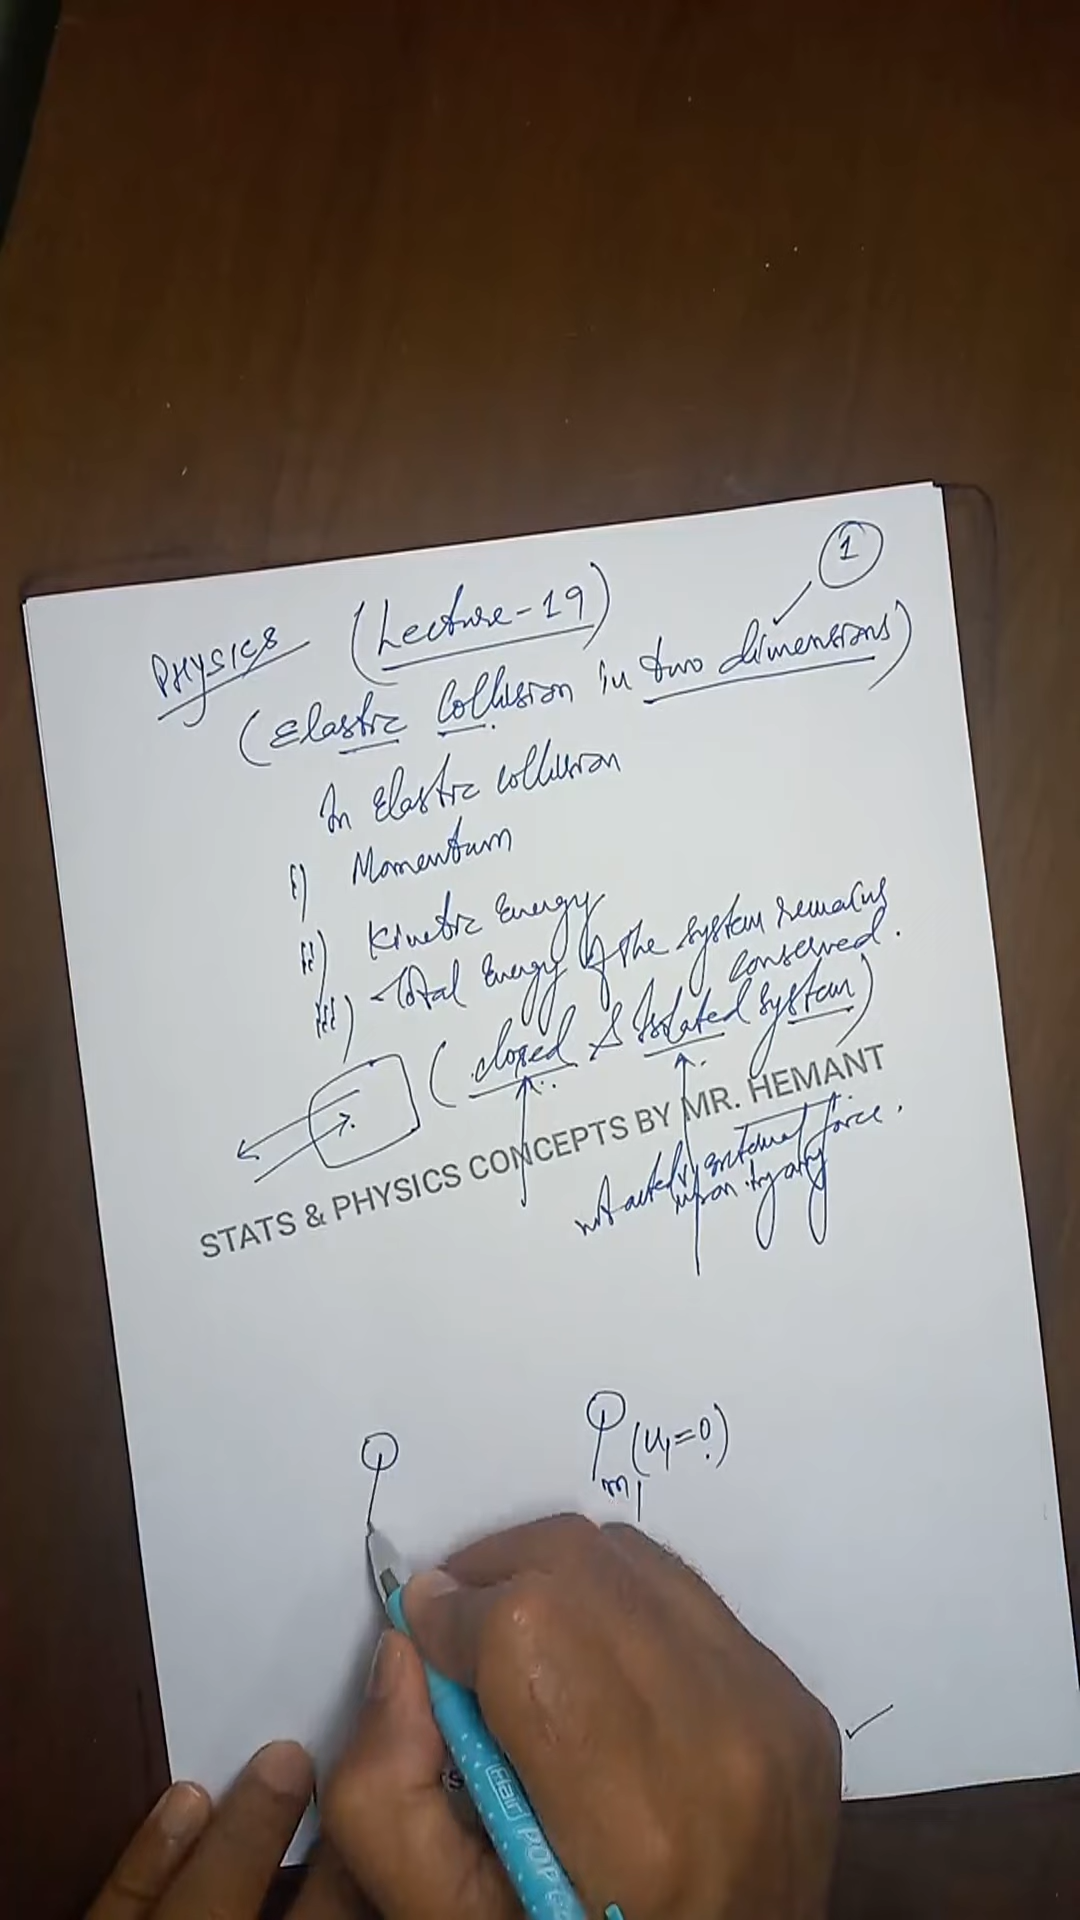 1
PHYSICS (Lecture-19)
(Elastic Collision in two dimensions)
In Elastic collision
i) Momentum
ii) Kinetic Energy
iii) Total Energy of the system remains
conserved.
(closed & Isolated system)
STATS & PHYSICS CONCEPTS BY MR. HEMANT
not acted
upon by any
external force.
(u₁=0)
m₁
Flair POP